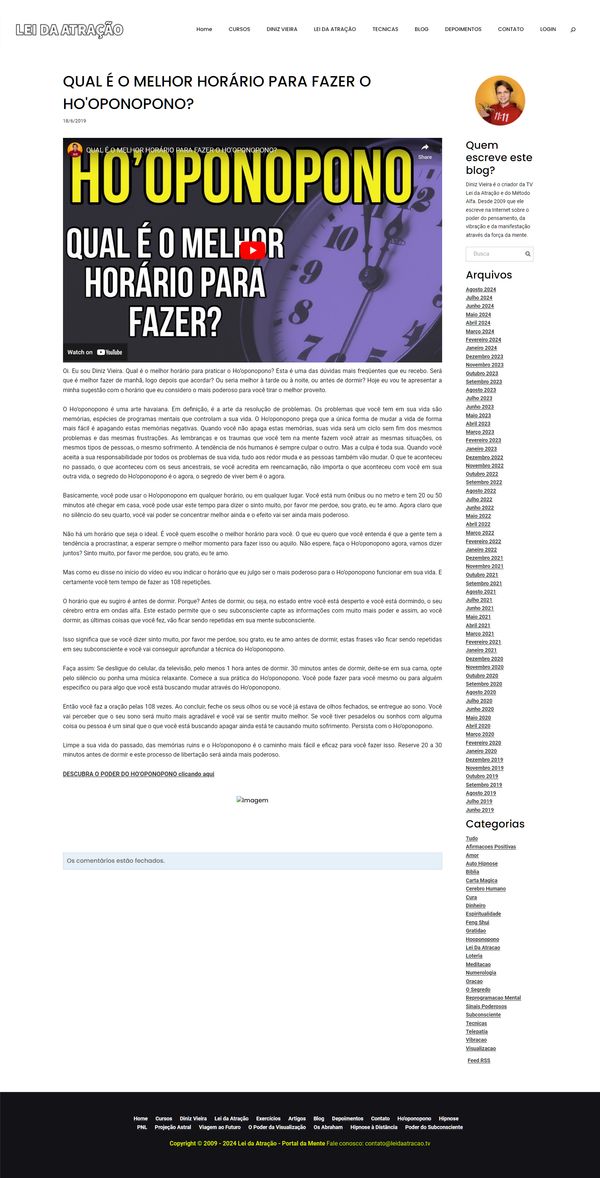 LEI DA ATRAÇÃO
Home CURSOS DINIZ VIEIRA LEI DA ATRAÇÃO TECNICAS BLOG DEPOIMENTOS CONTATO LOGIN
QUAL É O MELHOR HORÁRIO PARA FAZER O
HO'OPONOPONO?
18/6/2019
QUAL É O MELHOR HORÁRIO PARA FAZER O HO'OPONOPONO?
Share
HO'OPONOPONO
QUAL É O MELHOR
HORÁRIO PARA
FAZER?
Watch on YouTube
Oi. Eu sou Diniz Vieira. Qual é o melhor horário para praticar o Ho'oponopono? Esta é uma das dúvidas mais freqüentes que eu recebo. Será
que é melhor fazer de manhã, logo depois que acordar? Ou seria melhor à tarde ou à noite, ou antes de dormir? Hoje eu vou te apresentar a
minha sugestão com o horário que eu considero o mais poderoso para você tirar o melhor proveito.
O Ho'oponopono é uma arte havaiana. Em definição, é a arte da resolução de problemas. Os problemas que você tem em sua vida são
memórias, espécies de programas mentais que controlam a sua vida. O Ho'oponopono prega que a única forma de mudar a vida de forma
mais fácil é apagando estas memórias negativas. Quando você não apaga estas memórias, suas vida será um ciclo sem fim dos mesmos
problemas e das mesmas frustrações. As lembranças e os traumas que você tem na mente fazem você atrair as mesmas situações, os
mesmos tipos de pessoas, o mesmo sofrimento. A tendência de nós humanos é sempre culpar o outro. Mas a culpa é toda sua. Quando você
aceita a sua responsabilidade por todos os problemas de sua vida, tudo aos redor muda e as pessoas também vão mudar. O que te aconteceu
no passado, o que aconteceu com os seus ancestrais, se você acredita em reencarnação, não importa o que aconteceu com você em sua
outra vida, o segredo do Ho'oponopono é o agora, o segredo de viver bem é o agora.
Basicamente, você pode usar o Ho'oponopono em qualquer horário, ou em qualquer lugar. Você está num ônibus ou no metro e tem 20 ou 50
minutos até chegar em casa, você pode usar este tempo para dizer o sinto muito, por favor me perdoe, sou grato, eu te amo. Agora claro que
no silêncio do seu quarto, você vai poder se concentrar melhor ainda e o efeito vai ser ainda mais poderoso.
Não há um horário que seja o ideal. É você quem escolhe o melhor horário para você. O que eu quero que você entenda é que a gente tem a
tendência a procrastinar, a esperar sempre o melhor momento para fazer isso ou aquilo. Não espere, faça o Ho'oponopono agora, vamos dizer
juntos? Sinto muito, por favor me perdoe, sou grato, eu te amo.
Mas como eu disse no início do vídeo eu vou indicar o horário que eu julgo ser o mais poderoso para o Ho'oponopono funcionar em sua vida. E
certamente você tem tempo de fazer as 108 repetições.
O horário que eu sugiro é antes de dormir. Porque? Antes de dormir, ou seja, no estado entre você está desperto e você está dormindo, o seu
cérebro entra em ondas alfa. Este estado permite que o seu subconsciente capte as informações com muito mais poder e assim, ao você
dormir, as últimas coisas que você fez, vão ficar sendo repetidas em sua mente subconsciente.
Isso significa que se você dizer sinto muito, por favor me perdoe, sou grato, eu te amo antes de dormir, estas frases vão ficar sendo repetidas
em seu subconsciente e você vai conseguir aprofundar a técnica do Ho'oponopono.
Faça assim: Se desligue do celular, da televisão, pelo menos 1 hora antes de dormir. 30 minutos antes de dormir, deite-se em sua cama, opte
pelo silêncio ou ponha uma música relaxante. Comece a sua prática do Ho'oponopono. Você pode fazer para você mesmo ou para alguém
específico ou para algo que você está buscando mudar através do Ho'oponopono.
Então você faz a oração pelas 108 vezes. Ao concluir, feche os seus olhos ou se você já estava de olhos fechados, se entregue ao sono. Você
vai perceber que o seu sono será muito mais agradável e você vai se sentir muito melhor. Se você tiver pesadelos ou sonhos com alguma
coisa ou pessoa é um sinal que o que você está buscando apagar ainda está te causando muito sofrimento. Persista com o Ho'oponopono.
Limpe a sua vida do passado, das memórias ruins e o Ho'oponopono é o caminho mais fácil e eficaz para você fazer isso. Reserve 20 a 30
minutos antes de dormir e este processo de libertação será ainda mais poderoso.
DESCUBRA O PODER DO HO'OPONOPONO clicando aqui
Imagem
Os comentários estão fechados.
11:11
Quem
escreve este
blog?
Diniz Vieira é o criador da TV
Lei da Atração e do Método
Alfa. Desde 2009 que ele
escreve na Internet sobre o
poder do pensamento, da
vibração e da manifestação
através da força da mente.
Busca
Arquivos
Agosto 2024
Julho 2024
Junho 2024
Maio 2024
Abril 2024
Março 2024
Fevereiro 2024
Janeiro 2024
Dezembro 2023
Novembro 2023
Outubro 2023
Setembro 2023
Agosto 2023
Julho 2023
Junho 2023
Maio 2023
Abril 2023
Março 2023
Fevereiro 2023
Janeiro 2023
Dezembro 2022
Novembro 2022
Outubro 2022
Setembro 2022
Agosto 2022
Julho 2022
Junho 2022
Maio 2022
Abril 2022
Março 2022
Fevereiro 2022
Janeiro 2022
Dezembro 2021
Novembro 2021
Outubro 2021
Setembro 2021
Agosto 2021
Julho 2021
Junho 2021
Maio 2021
Abril 2021
Março 2021
Fevereiro 2021
Janeiro 2021
Dezembro 2020
Novembro 2020
Outubro 2020
Setembro 2020
Agosto 2020
Julho 2020
Junho 2020
Maio 2020
Abril 2020
Março 2020
Fevereiro 2020
Janeiro 2020
Dezembro 2019
Novembro 2019
Outubro 2019
Setembro 2019
Agosto 2019
Julho 2019
Junho 2019
Categorias
Tudo
Afirmacoes Positivas
Amor
Auto Hipnose
Biblia
Carta Magica
Cerebro Humano
Cura
Dinheiro
Espiritualidade
Feng Shui
Gratidao
Hooponopono
Lei Da Atracao
Loteria
Meditacao
Numerologia
Oracao
O Segredo
Reprogramacao Mental
Sinais Poderosos
Subconsciente
Tecnicas
Telepatia
Vibracao
Visualizacao
Feed RSS
Home Cursos Diniz Vieira Lei da Atração Exercícios Artigos Blog Depoimentos Contato Ho'oponopono Hipnose
PNL Projeção Astral Viagem ao Futuro O Poder da Visualização Os Abraham Hipnose à Distância Poder do Subconsciente
Copyright © 2009 - 2024 Lei da Atração - Portal da Mente Fale conosco: contato@leidaatracao.tv